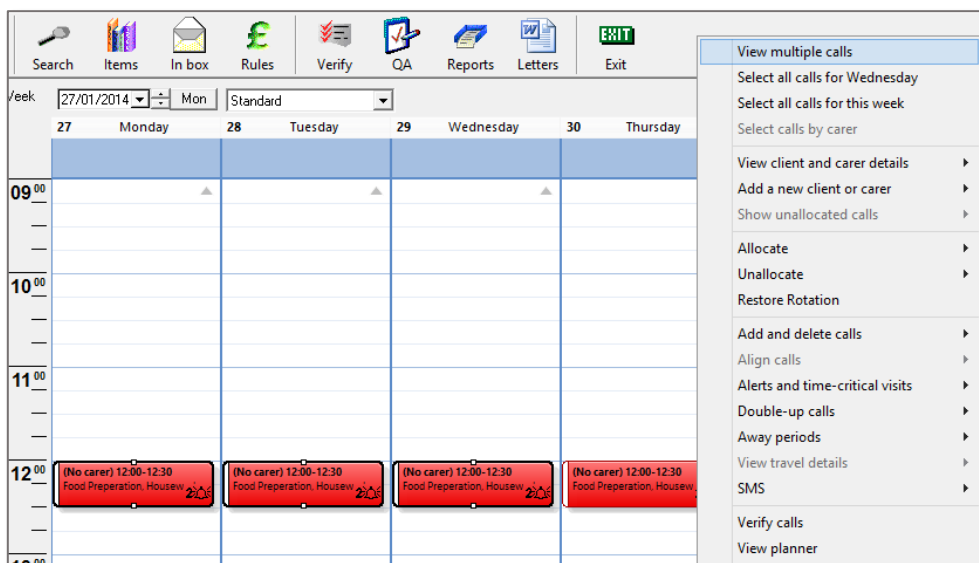 EXIT
Search Items In box Rules Verify QA Reports Letters Exit
Week 27/01/2014 Mon Standard
27 Monday 28 Tuesday 29 Wednesday 30 Thursday
09 00
10 00
11 00
12 00
(No carer) 12:00-12:30
Food Preperation, Housew
2
(No carer) 12:00-12:30
Food Preperation, Housew
2
(No carer) 12:00-12:30
Food Preperation, Housew
2
(No carer) 12:00-12:30
Food Preperation, Housew
View multiple calls
Select all calls for Wednesday
Select all calls for this week
Select calls by carer
View client and carer details
Add a new client or carer
Show unallocated calls
Allocate
Unallocate
Restore Rotation
Add and delete calls
Align calls
Alerts and time-critical visits
Double-up calls
Away periods
View travel details
SMS
Verify calls
View planner